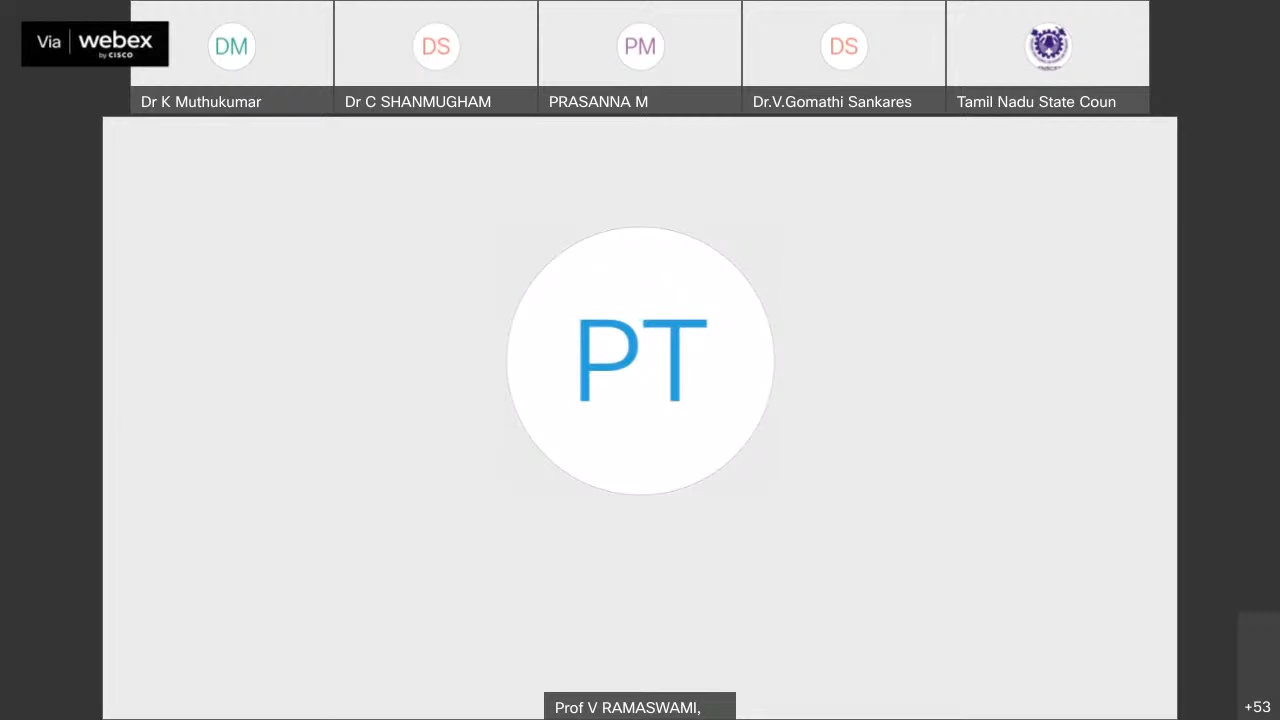 Via webex
by CISCO
DM
DS
PM
DS
Dr K Muthukumar
Dr C SHANMUGHAM
PRASANNA M
Dr.V.Gomathi Sankares
Tamil Nadu State Coun
PT
Prof V RAMASWAMI,
+53